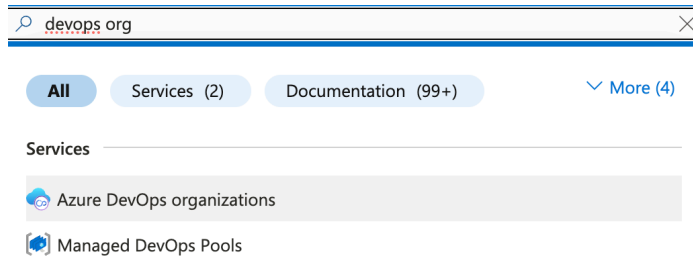 devops org
All Services (2) Documentation (99+) More (4)
Services
Azure DevOps organizations
Managed DevOps Pools